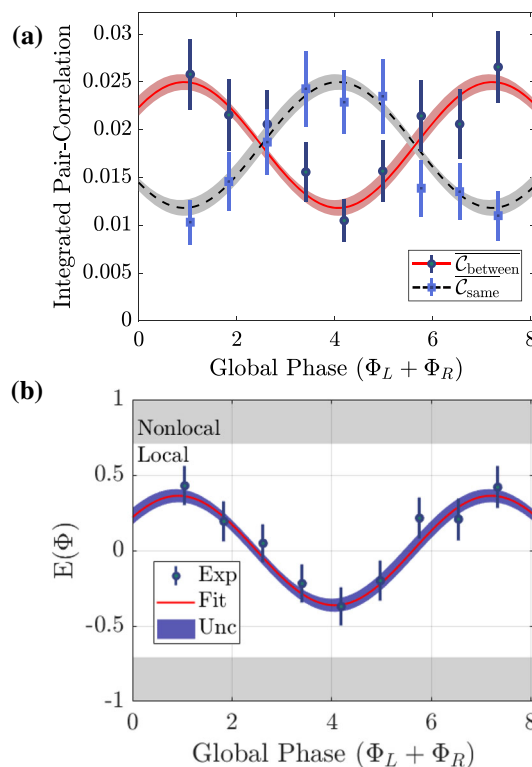 (a)
0.03
0.025
0.02
0.015
0.01
0.005
0
Integrated Pair-Correlation
C̅between
C̅same
0 2 4 6 8
Global Phase (Φ_L + Φ_R)
(b)
1
0.5
0
-0.5
-1
E(Φ)
Nonlocal
Local
Exp
Fit
Unc
0 2 4 6 8
Global Phase (Φ_L + Φ_R)